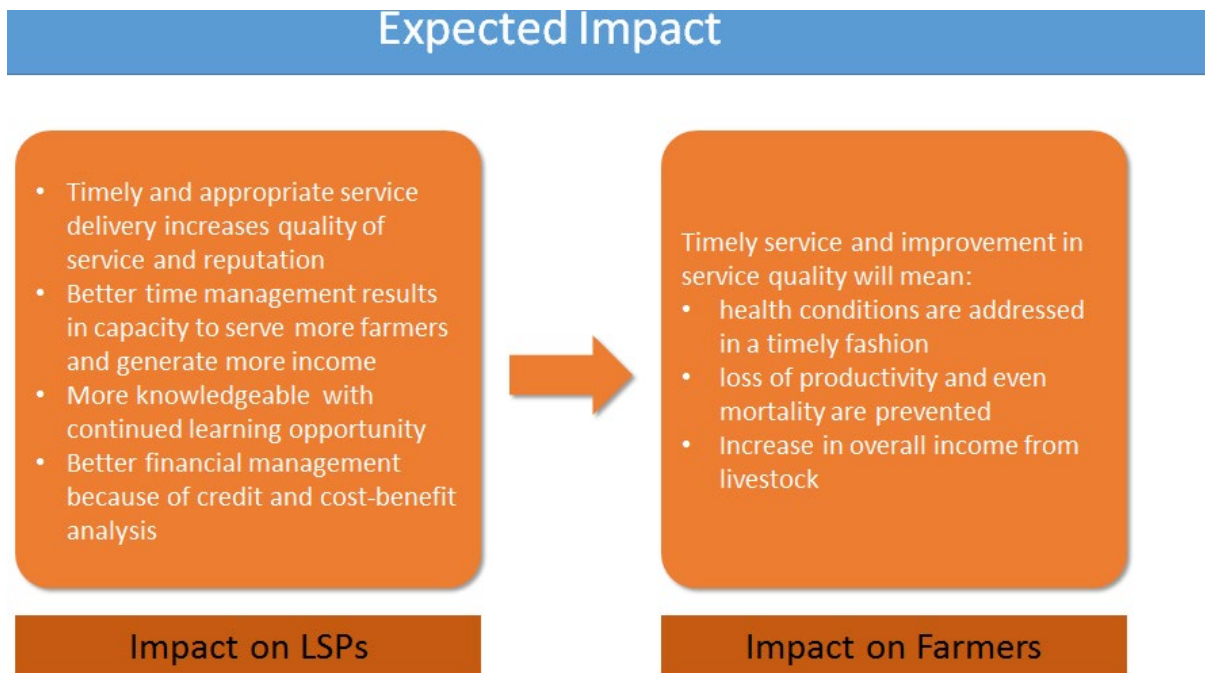 Expected Impact
• Timely and appropriate service
delivery increases quality of
service and reputation
• Better time management results
in capacity to serve more farmers
and generate more income
• More knowledgeable with
continued learning opportunity
• Better financial management
because of credit and cost-benefit
analysis
Impact on LSPs
Timely service and improvement in
service quality will mean:
• health conditions are addressed
in a timely fashion
• loss of productivity and even
mortality are prevented
• Increase in overall income from
livestock
Impact on Farmers